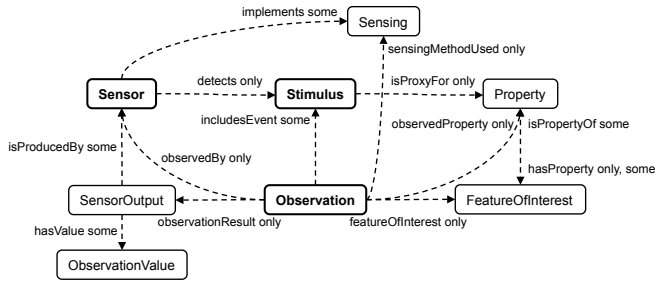 implements some
Sensing
sensingMethodUsed only
Sensor
detects only
Stimulus
isProxyFor only
Property
includesEvent some
observedProperty only
isPropertyOf some
isProducedBy some
observedBy only
hasProperty only, some
SensorOutput
Observation
FeatureOfInterest
observationResult only
featureOfInterest only
hasValue some
ObservationValue